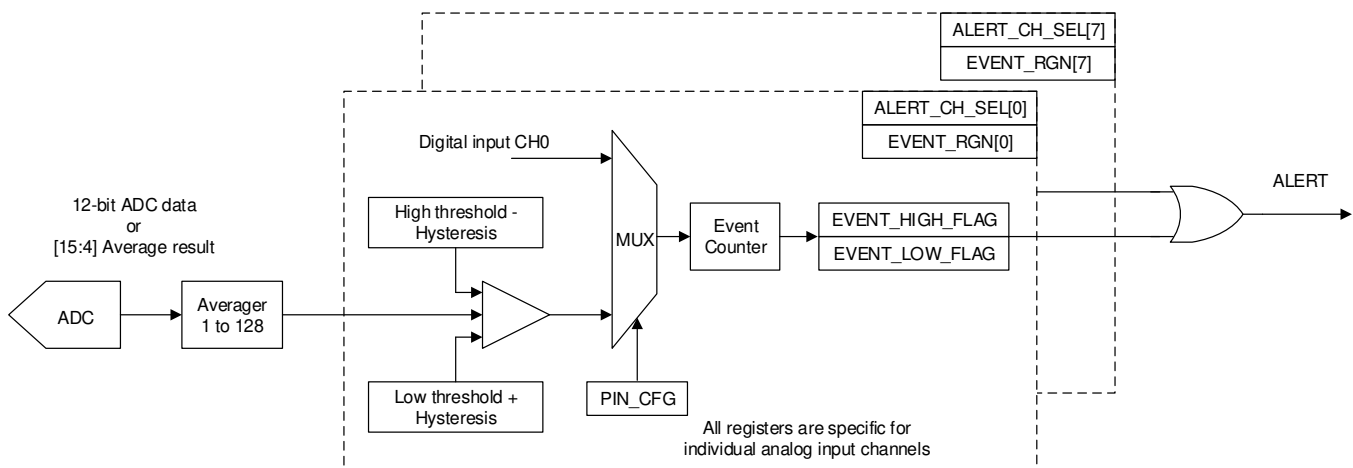 ALERT_CH_SEL[7]
EVENT_RGN[7]
ALERT_CH_SEL[0]
EVENT_RGN[0]
Digital input CH0
ALERT
12-bit ADC data
or
[15:4] Average result
High threshold -
Hysteresis
MUX
Event
Counter
EVENT_HIGH_FLAG
EVENT_LOW_FLAG
ADC
Averager
1 to 128
Low threshold +
Hysteresis
PIN_CFG
All registers are specific for
individual analog input channels